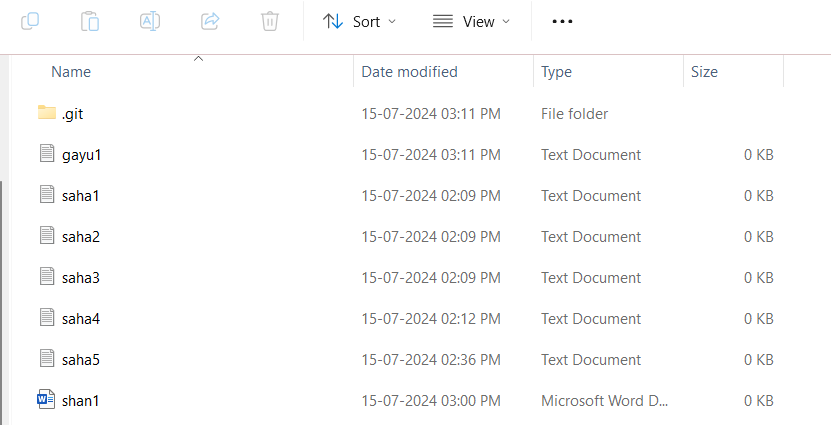 Sort View
Name Date modified Type Size
.git 15-07-2024 03:11 PM File folder
gayu1 15-07-2024 03:11 PM Text Document 0 KB
saha1 15-07-2024 02:09 PM Text Document 0 KB
saha2 15-07-2024 02:09 PM Text Document 0 KB
saha3 15-07-2024 02:09 PM Text Document 0 KB
saha4 15-07-2024 02:12 PM Text Document 0 KB
saha5 15-07-2024 02:36 PM Text Document 0 KB
shan1 15-07-2024 03:00 PM Microsoft Word D... 0 KB